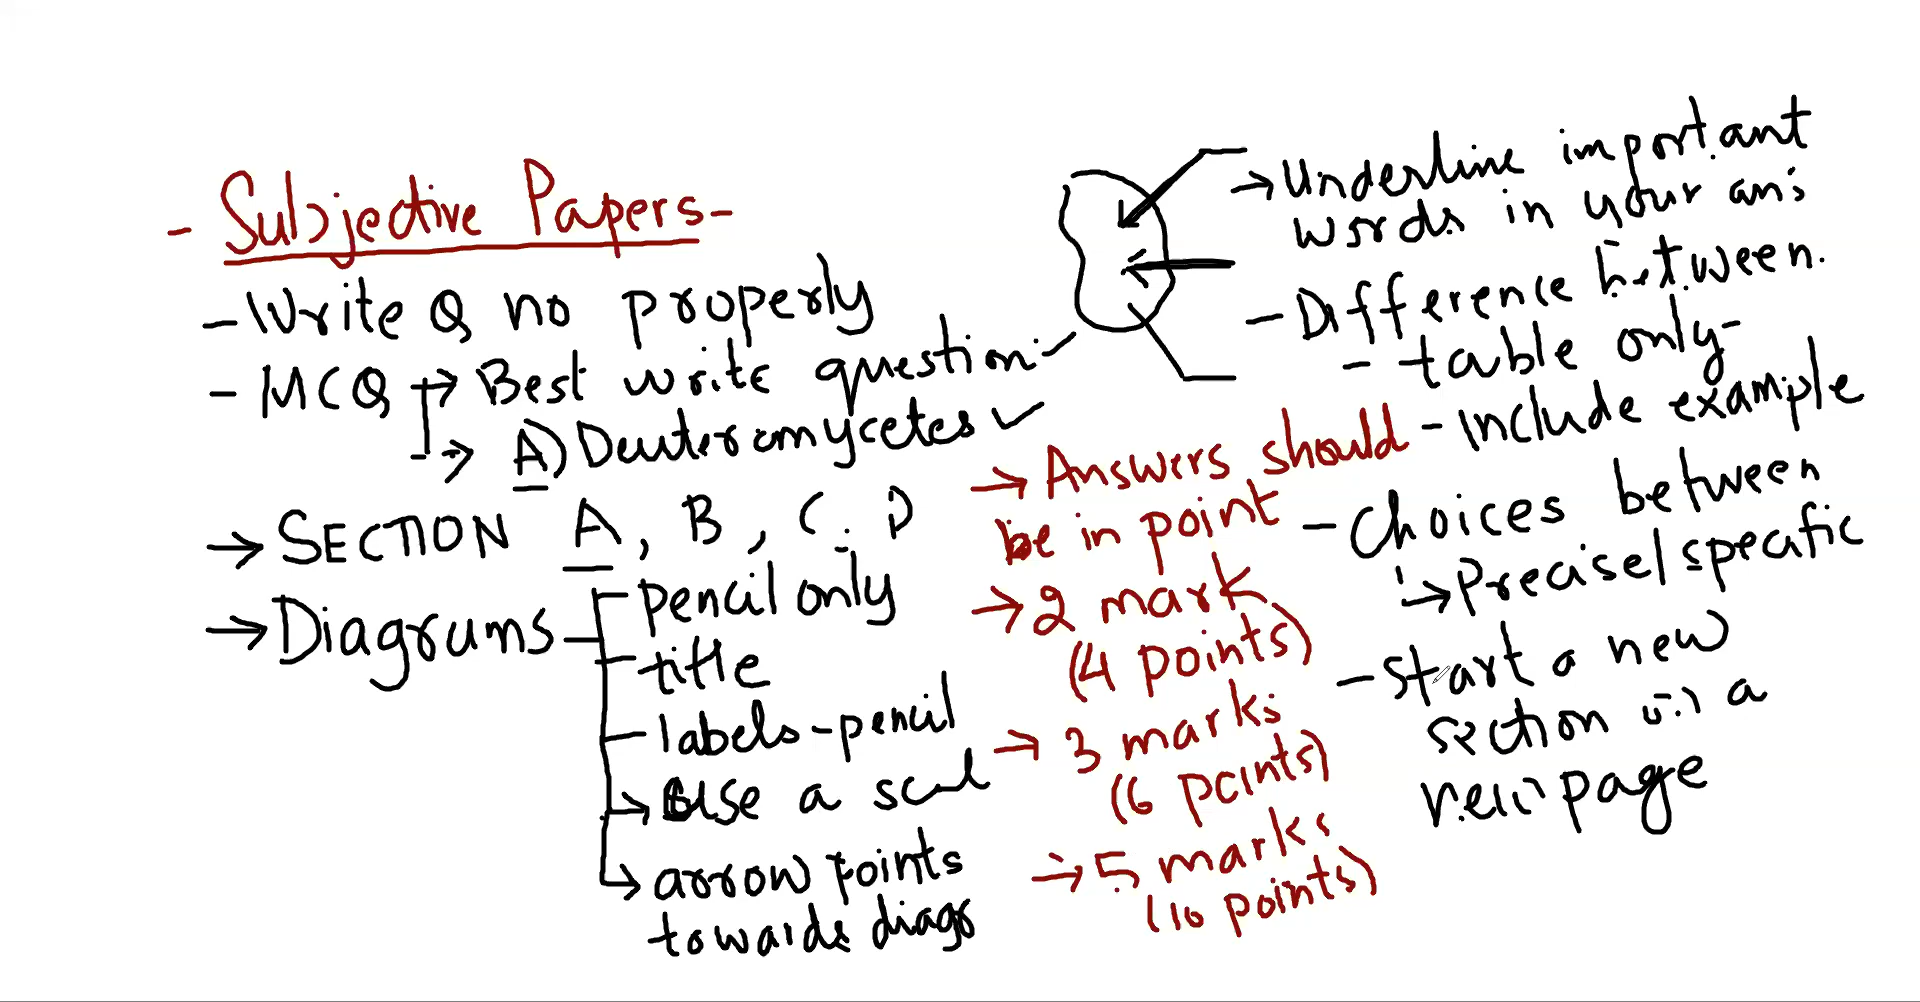 - Subjective Papers-
- Write Q no properly
- MCQ → Best write question
→ A) Deuteromycetes ✓
→ SECTION A, B, C, D
→ Diagrams
- pencil only
- title
- labels-pencil
→ use a scal
→ arrow points
towards diagr
→ Answers should
be in point
→ 2 mark
(4 points)
→ 3 marks
(6 points)
→ 5 marks
(10 points)
→ Underline important
words in your ans
- Difference between.
- table only-
- Include example
- Choices between
↳ Precise/specific
- Start a new
section in a
new page